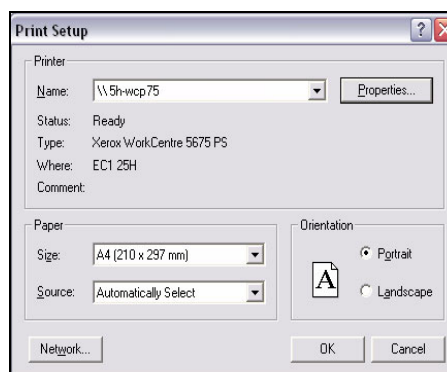 Print Setup
Printer
Name: \\5h-wcp75 Properties...
Status: Ready
Type: Xerox WorkCentre 5675 PS
Where: EC1 25H
Comment:
Paper Orientation
Size: A4 (210 x 297 mm) Portrait
Source: Automatically Select A Landscape
Network... OK Cancel